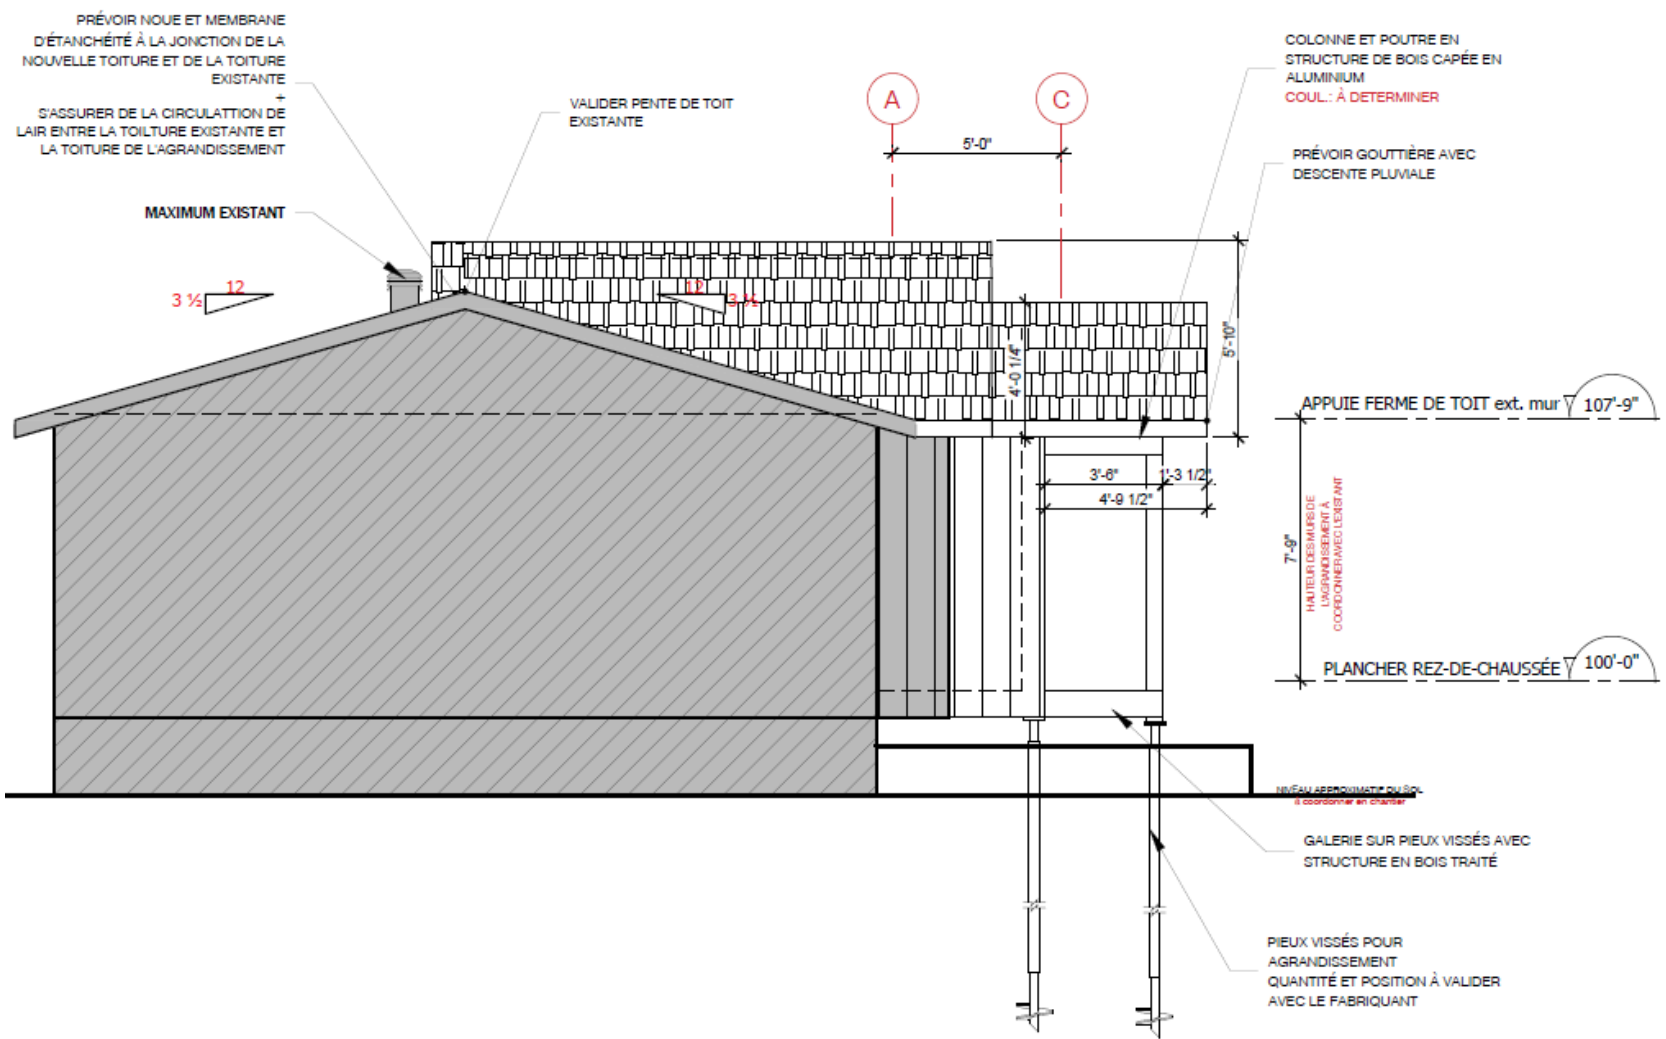 PRÉVOIR NOUE ET MEMBRANE
D'ÉTANCHÉITÉ À LA JONCTION DE LA
NOUVELLE TOITURE ET DE LA TOITURE
EXISTANTE
+
S'ASSURER DE LA CIRCULATTION DE
LAIR ENTRE LA TOILTURE EXISTANTE ET
LA TOITURE DE L'AGRANDISSEMENT
MAXIMUM EXISTANT
VALIDER PENTE DE TOIT
EXISTANTE
A
C
5'-0"
COLONNE ET POUTRE EN
STRUCTURE DE BOIS CAPÉE EN
ALUMINIUM
COUL.: À DETERMINER
PRÉVOIR GOUTTIÈRE AVEC
DESCENTE PLUVIALE
12
3 ½
12
3 ½
4'-0 1/4"
5'-10"
APPUIE FERME DE TOIT ext. mur
107'-9"
3'-6"
1'-3 1/2"
4'-9 1/2"
7'-9"
HAUTEUR DES MURS DE
L'AGRANDISSEMENT À
COORDONNER AVEC L'EXISTANT
PLANCHER REZ-DE-CHAUSSÉE
100'-0"
NIVEAU APPROXIMATIF DU SOL
à coordonner en chantier
GALERIE SUR PIEUX VISSÉS AVEC
STRUCTURE EN BOIS TRAITÉ
PIEUX VISSÉS POUR
AGRANDISSEMENT
QUANTITÉ ET POSITION À VALIDER
AVEC LE FABRIQUANT